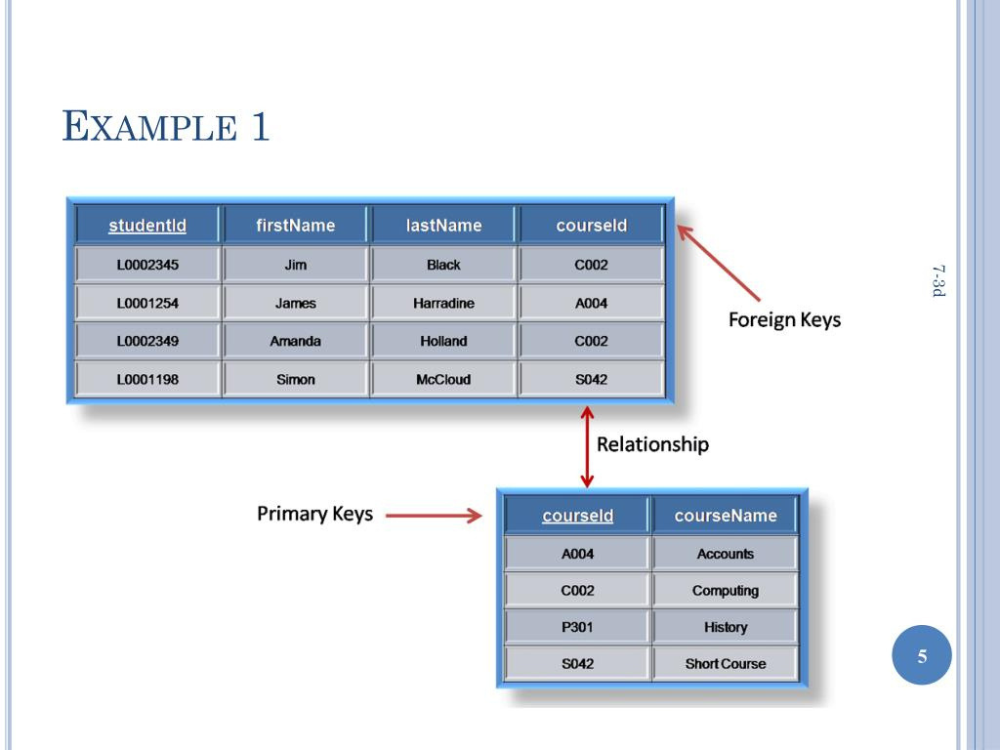 EXAMPLE 1
studentId firstName lastName courseId
L0002345 Jim Black C002
L0001254 James Harradine A004
L0002349 Amanda Holland C002
L0001198 Simon McCloud S042
Foreign Keys
7-3d
Relationship
Primary Keys
courseId courseName
A004 Accounts
C002 Computing
P301 History
S042 Short Course
5